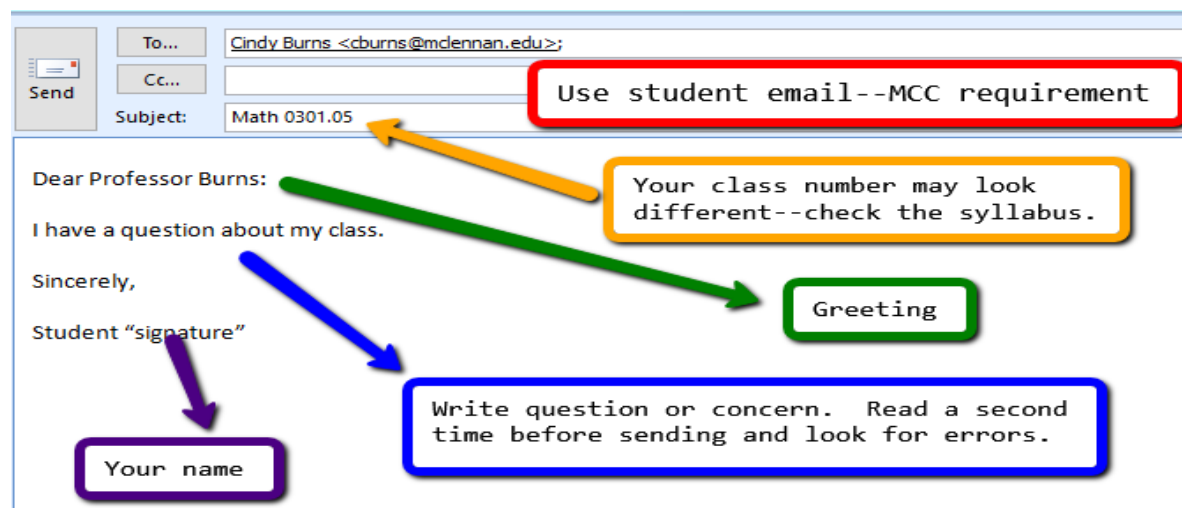 To...
Cindy Burns <cburns@mclennan.edu>;
Cc...
Send
Use student email--MCC requirement
Subject:
Math 0301.05
Dear Professor Burns:
Your class number may look
different--check the syllabus.
I have a question about my class.
Sincerely,
Greeting
Student “signature”
Write question or concern.  Read a second
time before sending and look for errors.
Your name